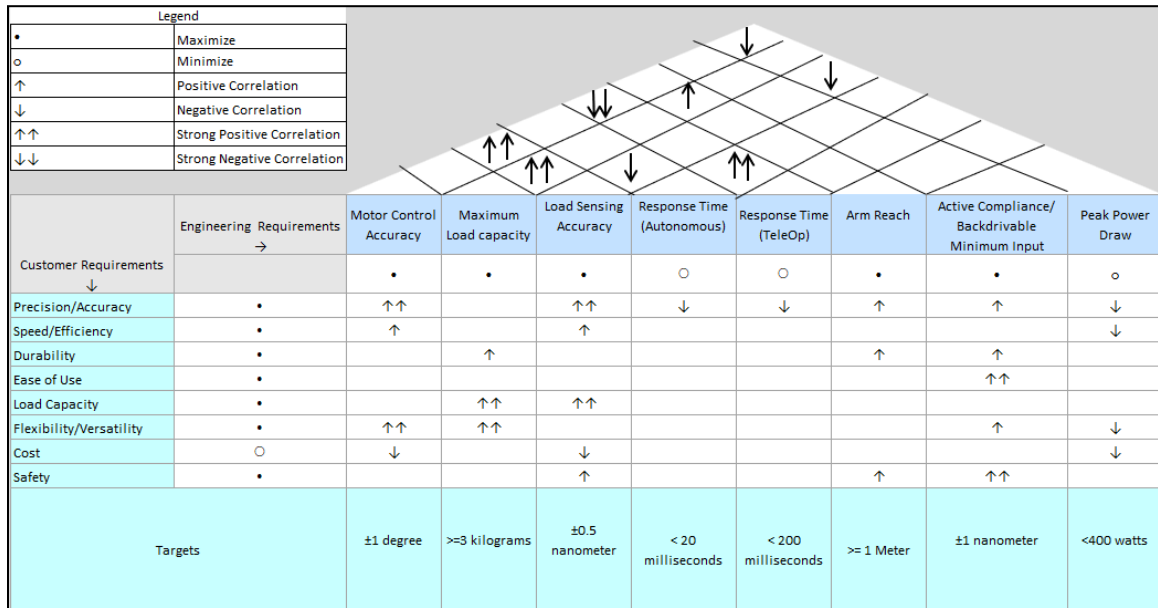 Legend
• Maximize
o Minimize
↑ Positive Correlation
↓ Negative Correlation
↑↑ Strong Positive Correlation
↓↓ Strong Negative Correlation
↓
↓
↓↓ ↑
↑↑
↑↑ ↓ ↑↑
Customer Requirements
↓
Engineering Requirements
→
Motor Control
Accuracy
Maximum
Load capacity
Load Sensing
Accuracy
Response Time
(Autonomous)
Response Time
(TeleOp)
Arm Reach
Active Compliance/
Backdrivable
Minimum Input
Peak Power
Draw
• • • ○ ○ • • o
Precision/Accuracy • ↑↑ ↑↑ ↓ ↓ ↑ ↑ ↓
Speed/Efficiency • ↑ ↑ ↓
Durability • ↑ ↑ ↑
Ease of Use • ↑↑
Load Capacity • ↑↑ ↑↑
Flexibility/Versatility • ↑↑ ↑↑ ↑ ↓
Cost ○ ↓ ↓ ↓
Safety • ↑ ↑ ↑↑
Targets
±1 degree
>=3 kilograms
±0.5
nanometer
< 20
milliseconds
< 200
milliseconds
>= 1 Meter
±1 nanometer
<400 watts